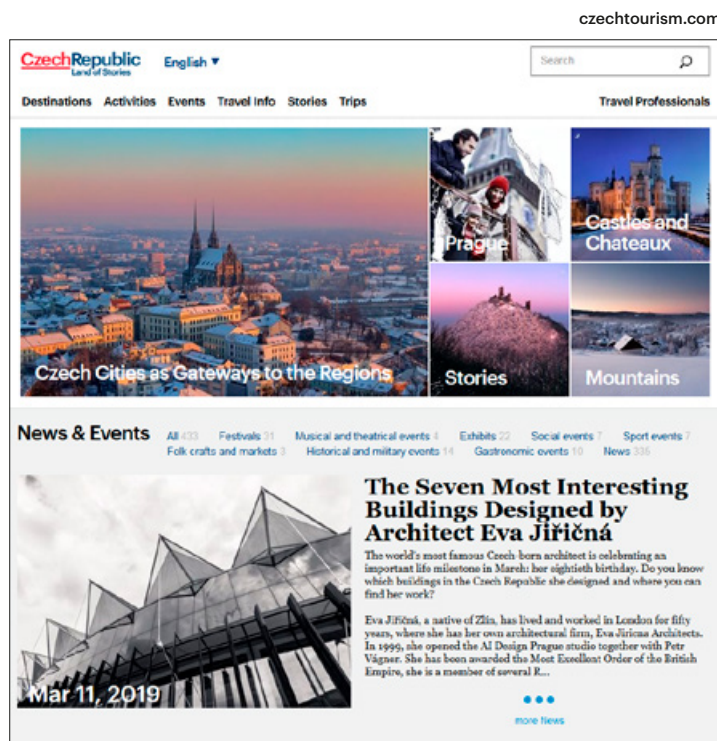 czechtourism.com
CzechRepublic
Land of Stories
English ▼
Search
Destinations Activities Events Travel Info Stories Trips
Travel Professionals
Czech Cities as Gateways to the Regions
Prague
Castles and
Chateaux
Stories
Mountains
News & Events
All 433 Festivals 31 Musical and theatrical events 4 Exhibits 22 Social events 7 Sport events 7
Folk crafts and markets 3 Historical and military events 14 Gastronomic events 10 News 335
Mar 11, 2019
The Seven Most Interesting
Buildings Designed by
Architect Eva Jiřičná
The world's most famous Czech-born architect is celebrating an
important life milestone in March: her eightieth birthday. Do you know
which buildings in the Czech Republic she designed and where you can
find her work?
Eva Jiřičná, a native of Zlín, has lived and worked in London for fifty
years, where she has her own architectural firm, Eva Jiricna Architects.
In 1999, she opened the AI Design Prague studio together with Petr
Vágner. She has been awarded the Most Excellent Order of the British
Empire, she is a member of several R...
more News